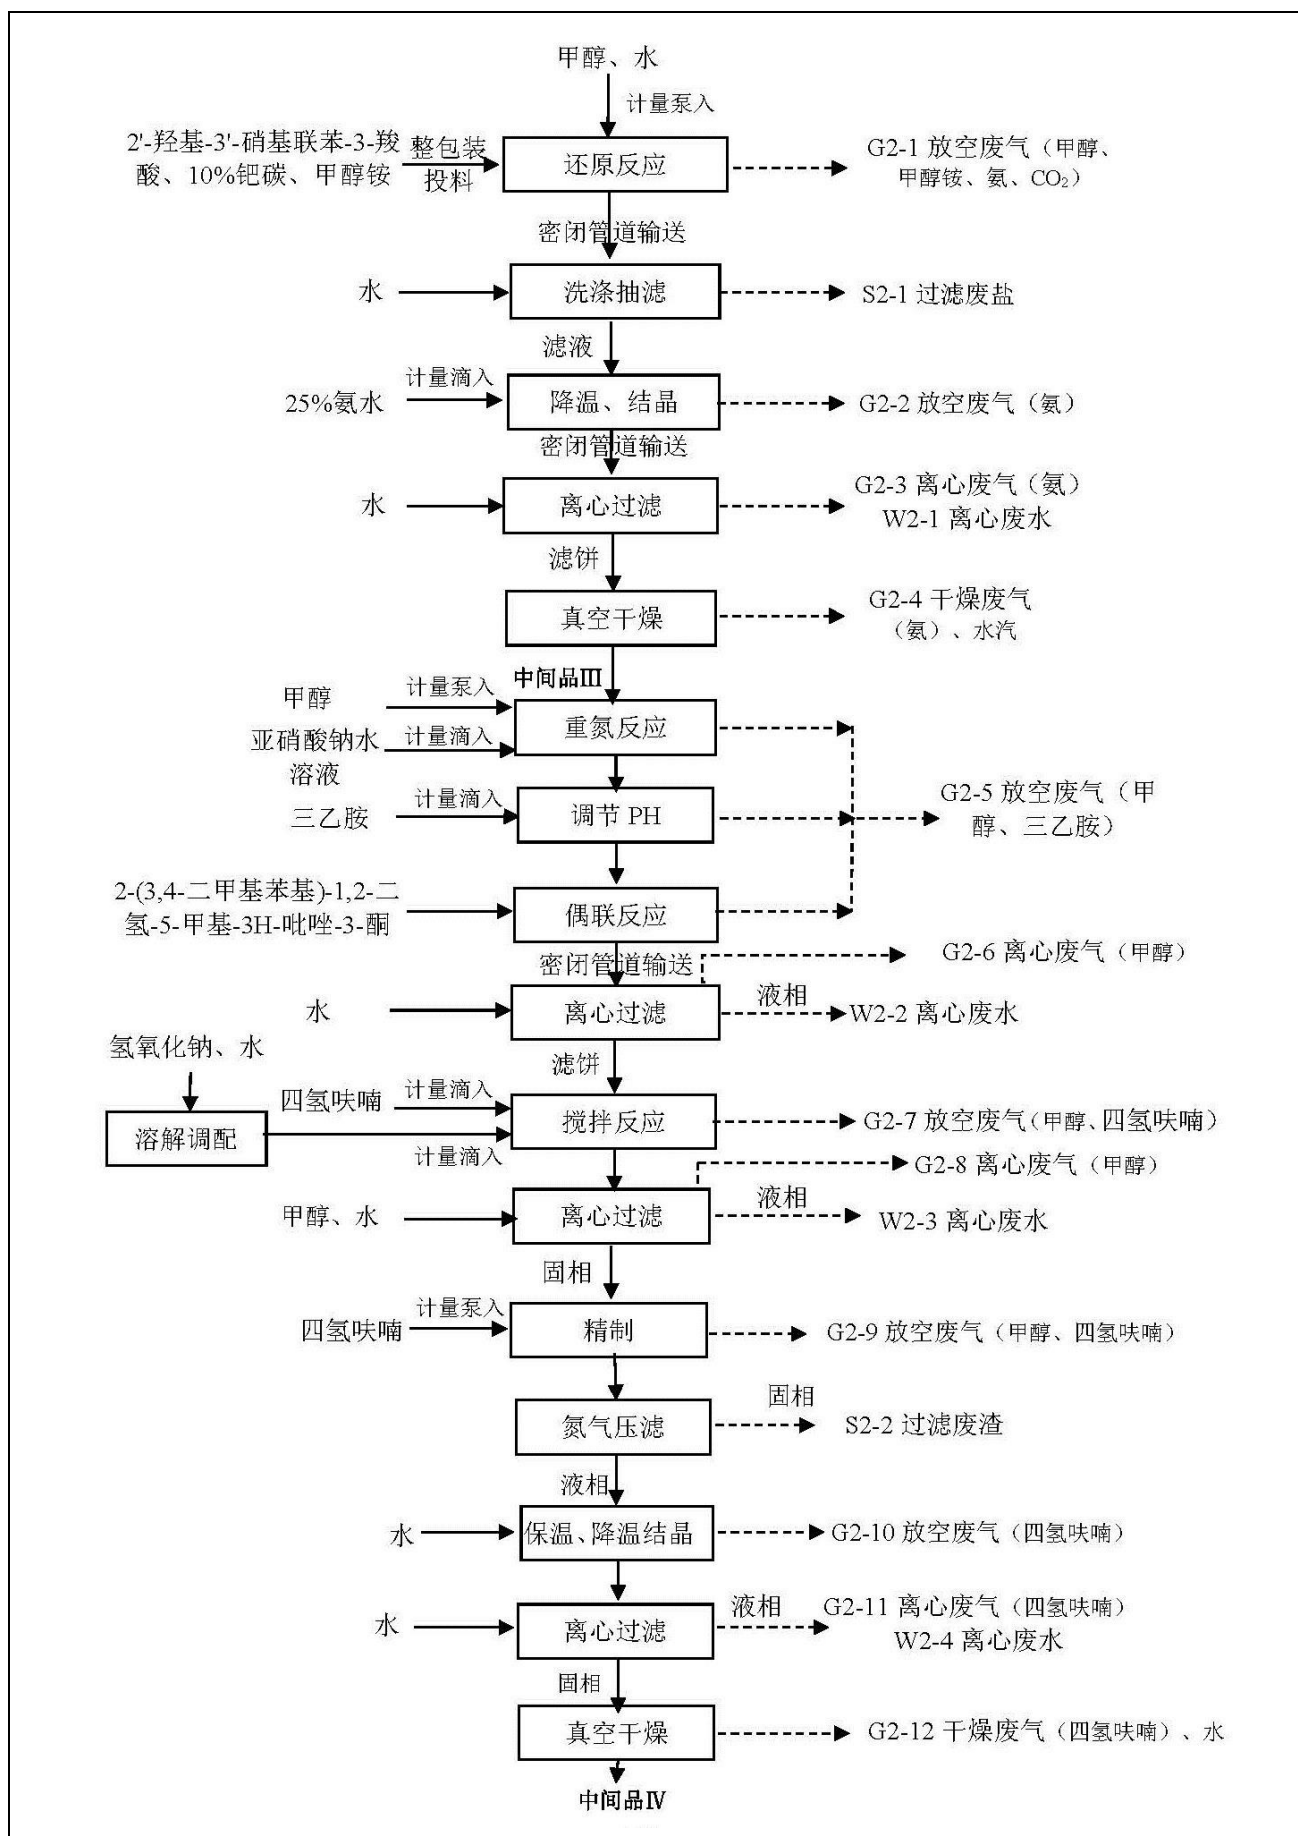 甲醇、水
计量泵入
2'-羟基-3'-硝基联苯-3-羧
酸、10%钯碳、甲醇铵
整包装
投料
还原反应
G2-1 放空废气（甲醇、
甲醇铵、氨、CO₂）
密闭管道输送
水
洗涤抽滤
S2-1 过滤废盐
滤液
计量滴入
25%氨水
降温、结晶
G2-2 放空废气（氨）
密闭管道输送
水
离心过滤
G2-3 离心废气（氨）
W2-1 离心废水
滤饼
真空干燥
G2-4 干燥废气
（氨）、水汽
中间品Ⅲ
甲醇
计量泵入
重氮反应
亚硝酸钠水
溶液
计量滴入
三乙胺
计量滴入
调节 PH
G2-5 放空废气（甲
醇、三乙胺）
2-(3,4-二甲基苯基)-1,2-二
氢-5-甲基-3H-吡唑-3-酮
偶联反应
密闭管道输送
G2-6 离心废气（甲醇）
水
离心过滤
液相
W2-2 离心废水
滤饼
氢氧化钠、水
溶解调配
四氢呋喃
计量滴入
计量滴入
搅拌反应
G2-7 放空废气（甲醇、四氢呋喃）
G2-8 离心废气（甲醇）
甲醇、水
离心过滤
液相
W2-3 离心废水
固相
四氢呋喃
计量泵入
精制
G2-9 放空废气（甲醇、四氢呋喃）
氮气压滤
固相
S2-2 过滤废渣
液相
水
保温、降温结晶
G2-10 放空废气（四氢呋喃）
水
离心过滤
液相
G2-11 离心废气（四氢呋喃）
W2-4 离心废水
固相
真空干燥
G2-12 干燥废气（四氢呋喃）、水
中间品Ⅳ